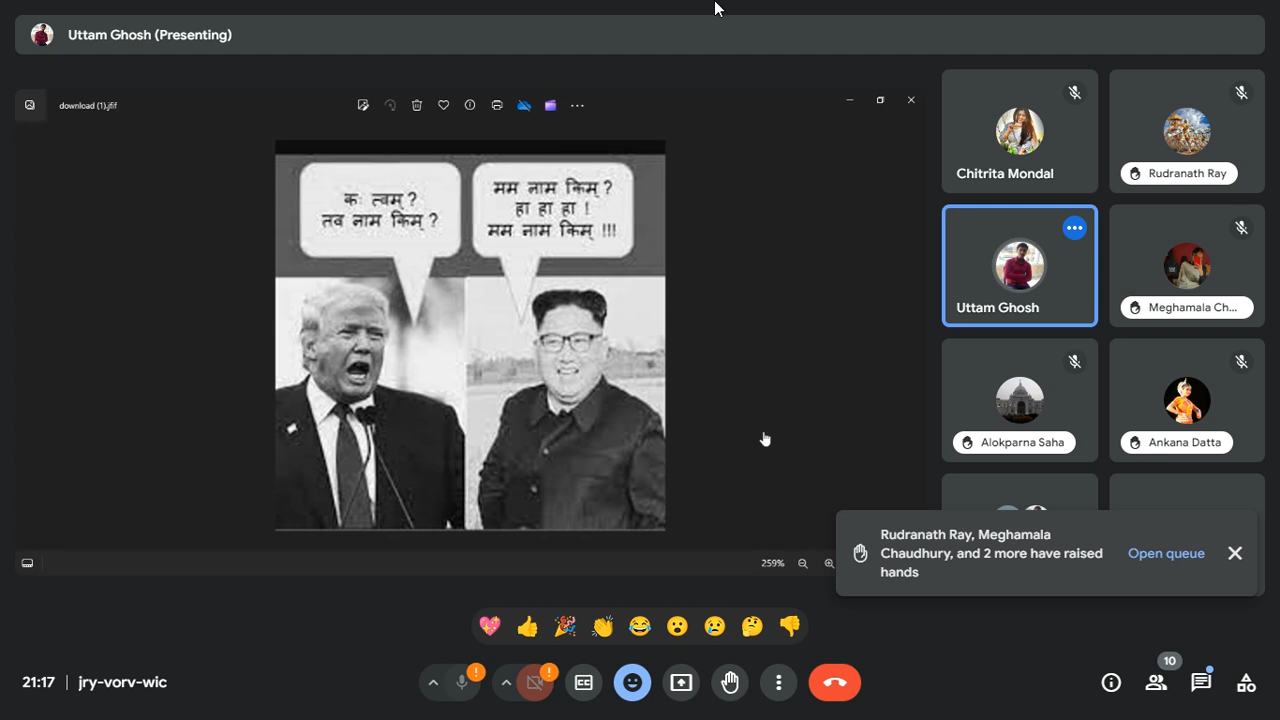 Uttam Ghosh (Presenting)
download (1).jfif
कः त्वम् ?
तव नाम किम् ?
मम नाम किम् ?
हा हा हा !
मम नाम किम् !!!
259%
Chitrita Mondal
Rudranath Ray
Uttam Ghosh
Meghamala Ch...
Alokparna Saha
Ankana Datta
Rudranath Ray, Meghamala
Chaudhury, and 2 more have raised
hands
Open queue
21:17 | jry-vorv-wic
10